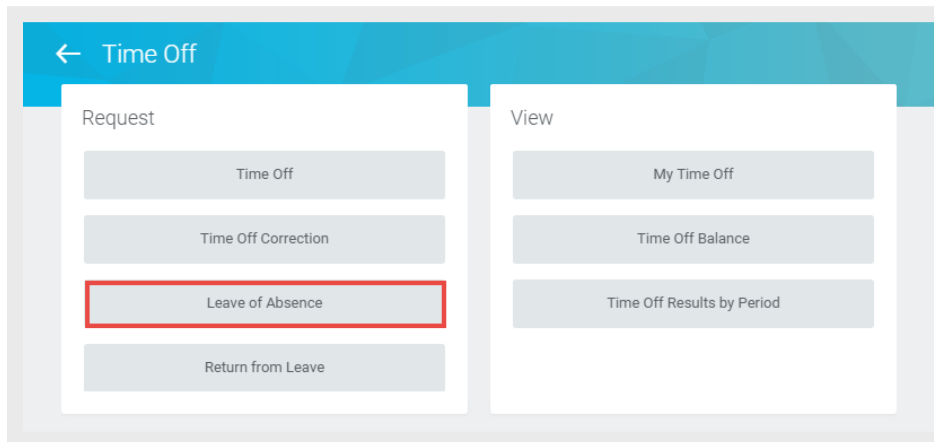 Time Off
Request
Time Off
Time Off Correction
Leave of Absence
Return from Leave
View
My Time Off
Time Off Balance
Time Off Results by Period